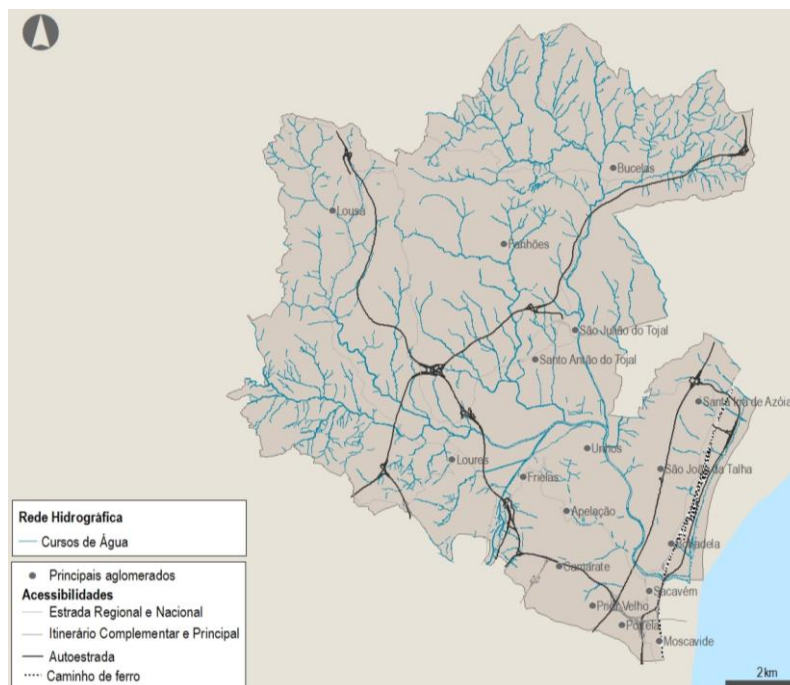 Bucelas
Lousa
Fanhões
São Julião do Tojal
Santo Antão do Tojal
Santa Iria de Azóia
Unhos
Loures
São João da Talha
Frielas
Apelação
Bobadela
Camarate
Sacavém
Prior Velho
Portela
Moscavide
Rede Hidrográfica
Cursos de Água
Principais aglomerados
Acessibilidades
Estrada Regional e Nacional
Itinerário Complementar e Principal
Autoestrada
Caminho de ferro
2 km